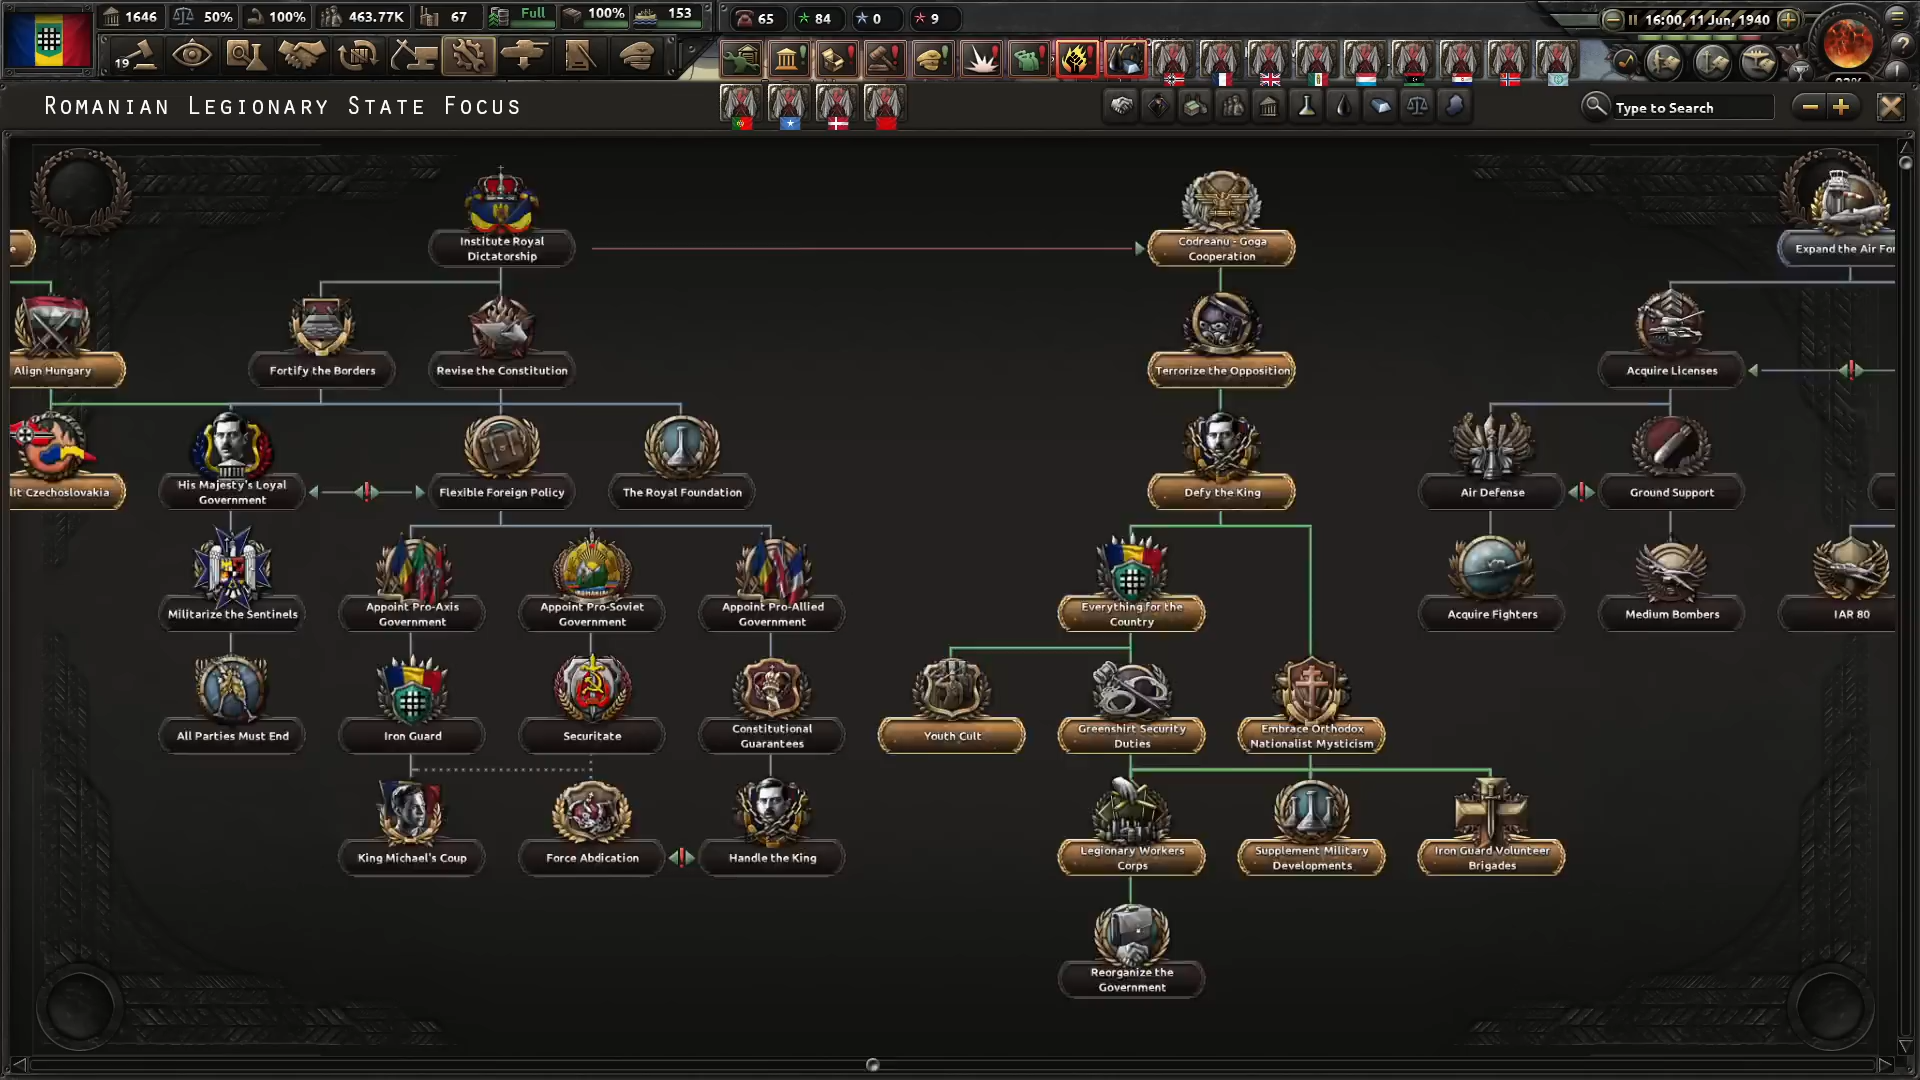 1646
50%
100%
463.77K
67
Full
100%
153
65
84
0
9
16:00, 11 Jun, 1940
19
Romanian Legionary State Focus
Type to Search
Institute Royal
Dictatorship
Codreanu - Goga
Cooperation
Expand the Air For
Align Hungary
Fortify the Borders
Revise the Constitution
Terrorize the Opposition
Acquire Licenses
lit Czechoslovakia
His Majesty's Loyal
Government
Flexible Foreign Policy
The Royal Foundation
Defy the King
Air Defense
Ground Support
Militarize the Sentinels
Appoint Pro-Axis
Government
Appoint Pro-Soviet
Government
Appoint Pro-Allied
Government
Everything for the
Country
Acquire Fighters
Medium Bombers
IAR 80
All Parties Must End
Iron Guard
Securitate
Constitutional
Guarantees
Youth Cult
Greenshirt Security
Duties
Embrace Orthodox
Nationalist Mysticism
King Michael's Coup
Force Abdication
Handle the King
Legionary Workers
Corps
Supplement Military
Developments
Iron Guard Volunteer
Brigades
Reorganize the
Government